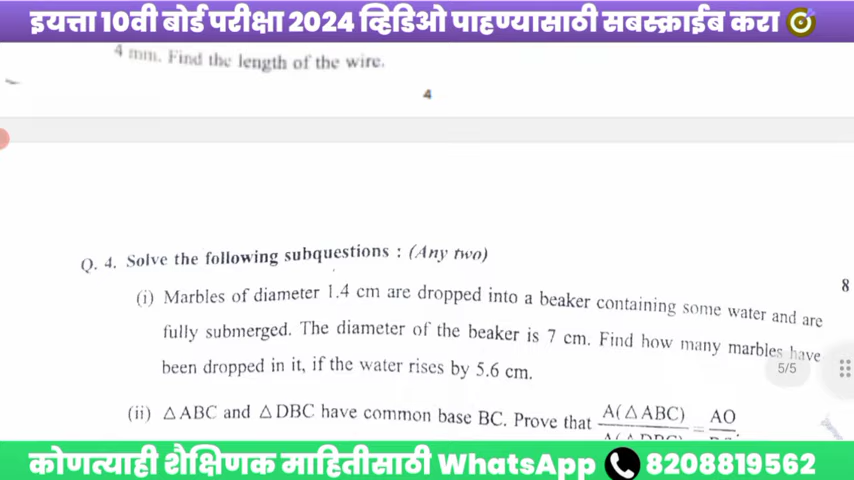 इयत्ता 10वी बोर्ड परीक्षा 2024 व्हिडिओ पाहण्यासाठी सबस्क्राईब करा
4 mm. Find the length of the wire.
4
Q. 4. Solve the following subquestions : (Any two)
8
(i) Marbles of diameter 1.4 cm are dropped into a beaker containing some water and are
fully submerged. The diameter of the beaker is 7 cm. Find how many marbles have
been dropped in it, if the water rises by 5.6 cm.
5/5
(ii) △ABC and △DBC have common base BC. Prove that A(△ABC) = AO
कोणत्याही शैक्षिणक माहितीसाठी WhatsApp 8208819562